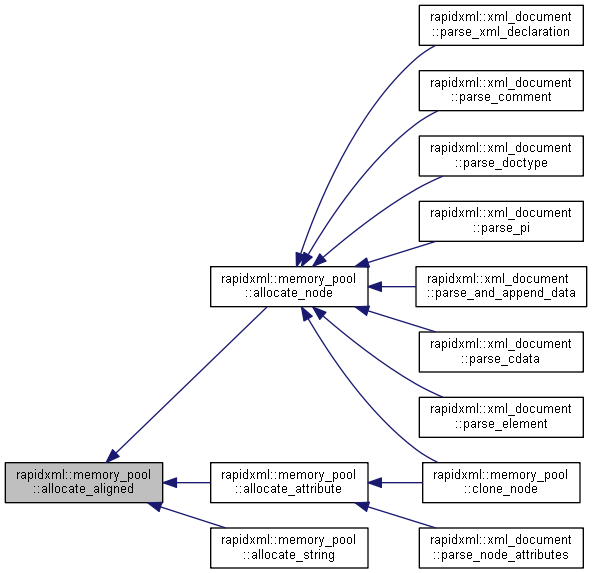 rapidxml::xml_document
::parse_xml_declaration
rapidxml::xml_document
::parse_comment
rapidxml::xml_document
::parse_doctype
rapidxml::xml_document
::parse_pi
rapidxml::memory_pool
::allocate_node
rapidxml::xml_document
::parse_and_append_data
rapidxml::xml_document
::parse_cdata
rapidxml::xml_document
::parse_element
rapidxml::memory_pool
::allocate_aligned
rapidxml::memory_pool
::allocate_attribute
rapidxml::memory_pool
::clone_node
rapidxml::memory_pool
::allocate_string
rapidxml::xml_document
::parse_node_attributes